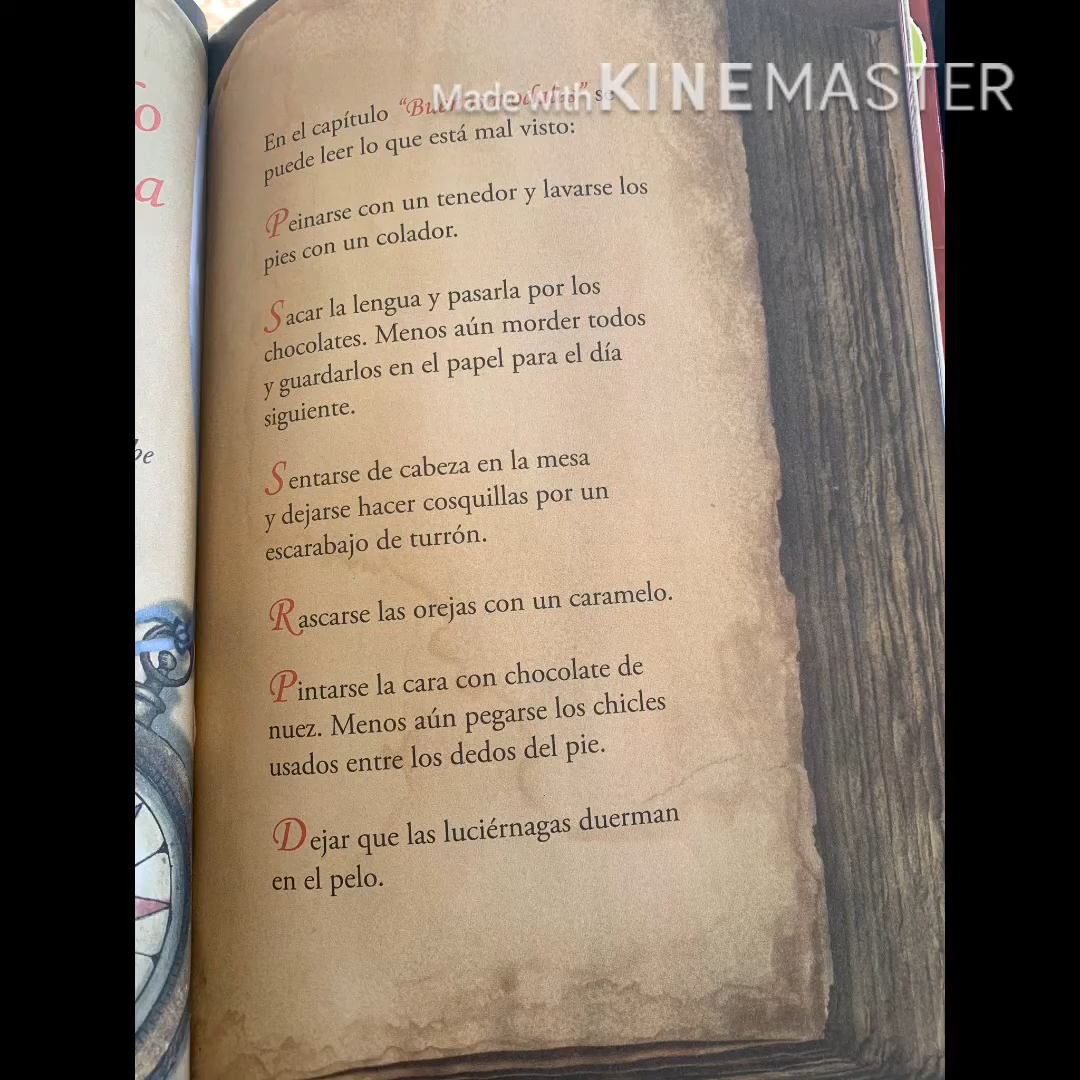 Made with KINEMASTER
En el capítulo se
puede leer lo que está mal visto:
Peinarse con un tenedor y lavarse los
pies con un colador.
Sacar la lengua y pasarla por los
chocolates. Menos aún morder todos
y guardarlos en el papel para el día
siguiente.
Sentarse de cabeza en la mesa
y dejarse hacer cosquillas por un
escarabajo de turrón.
Rascarse las orejas con un caramelo.
Pintarse la cara con chocolate de
nuez. Menos aún pegarse los chicles
usados entre los dedos del pie.
Dejar que las luciérnagas duerman
en el pelo.